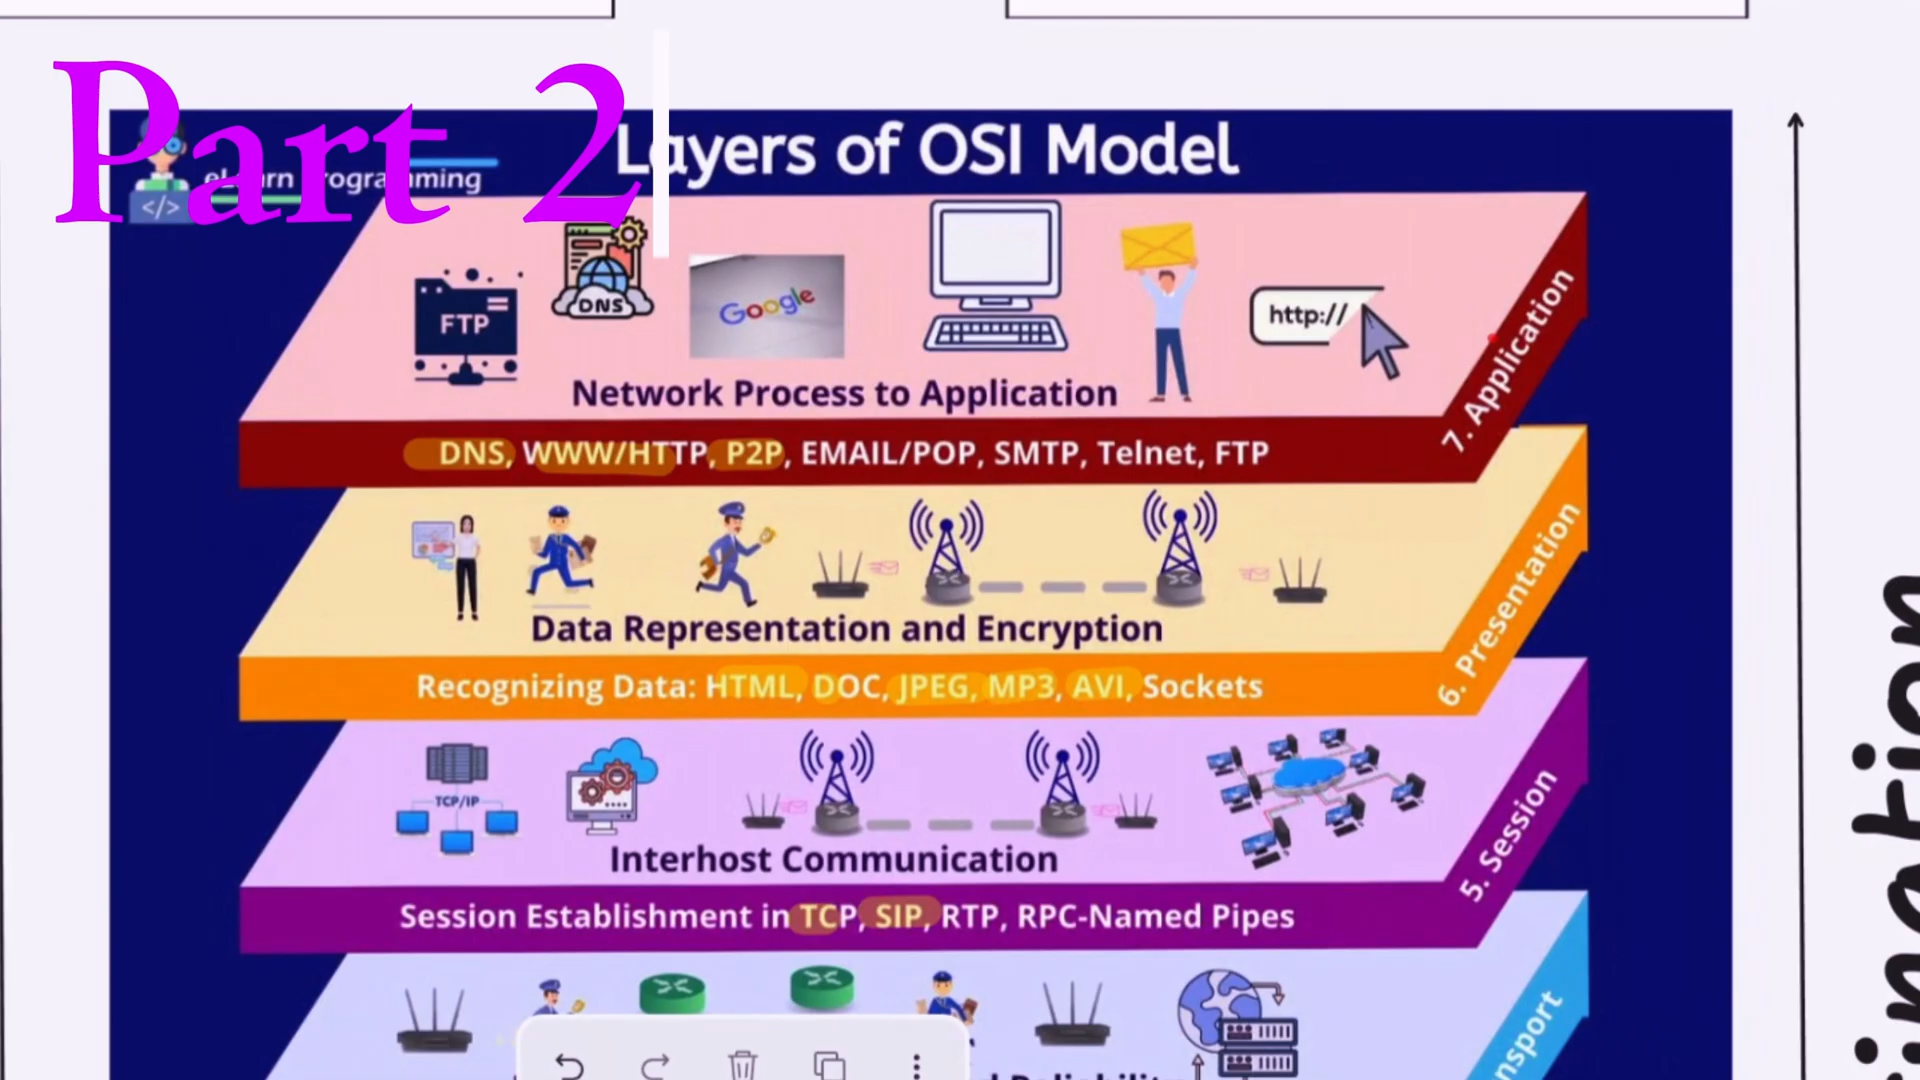 Part 2
Layers of OSI Model
eLearn Programming
</>
DNS
FTP
Google
http://
Network Process to Application
7. Application
DNS, WWW/HTTP, P2P, EMAIL/POP, SMTP, Telnet, FTP
Data Representation and Encryption
6. Presentation
Recognizing Data: HTML, DOC, JPEG, MP3, AVI, Sockets
TCP/IP
Interhost Communication
5. Session
Session Establishment in TCP, SIP, RTP, RPC-Named Pipes